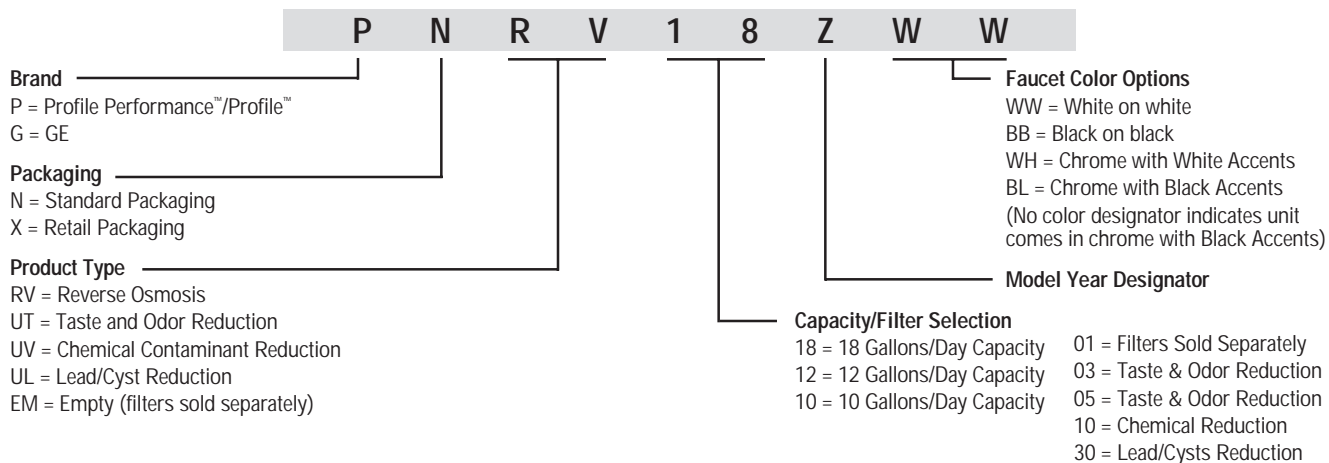 P N R V 1 8 Z W W
Brand
P = Profile Performance™/Profile™
G = GE
Packaging
N = Standard Packaging
X = Retail Packaging
Product Type
RV = Reverse Osmosis
UT = Taste and Odor Reduction
UV = Chemical Contaminant Reduction
UL = Lead/Cyst Reduction
EM = Empty (filters sold separately)
Capacity/Filter Selection
18 = 18 Gallons/Day Capacity
12 = 12 Gallons/Day Capacity
10 = 10 Gallons/Day Capacity
01 = Filters Sold Separately
03 = Taste & Odor Reduction
05 = Taste & Odor Reduction
10 = Chemical Reduction
30 = Lead/Cysts Reduction
Model Year Designator
Faucet Color Options
WW = White on white
BB = Black on black
WH = Chrome with White Accents
BL = Chrome with Black Accents
(No color designator indicates unit
comes in chrome with Black Accents)